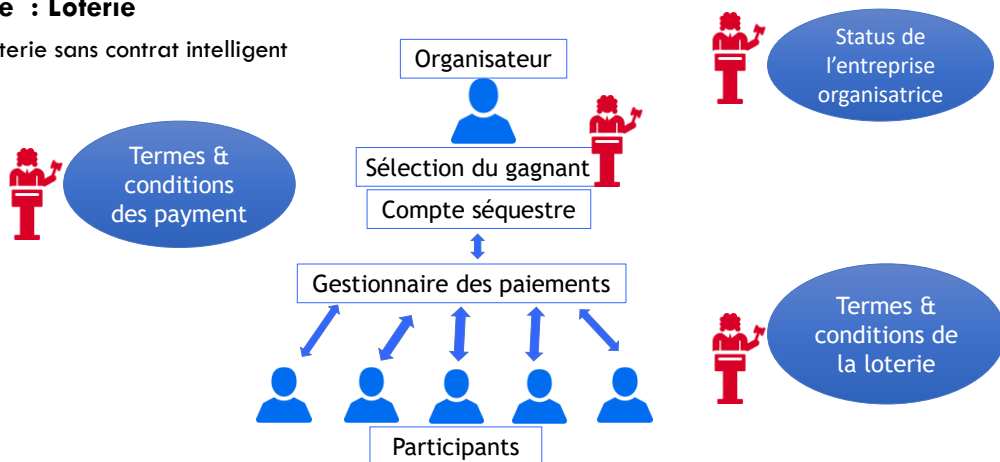 : Loterie
sans contrat intelligent
Organisateur
Status de
l'entreprise
organisatrice
Termes &
conditions
des payment
Sélection du gagnant
Compte séquestre
Gestionnaire des paiements
Termes &
conditions de
la loterie
Participants